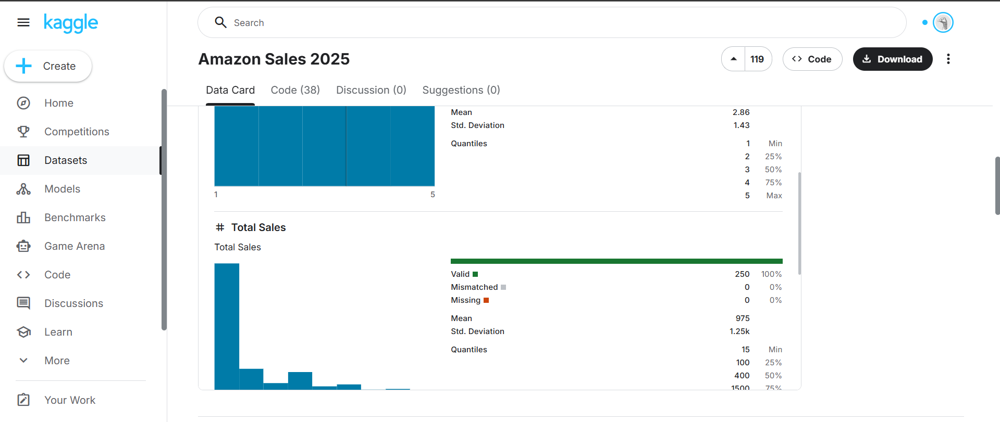 kaggle
Search
Create
Home
Competitions
Datasets
Models
Benchmarks
Game Arena
Code
Discussions
Learn
More
Your Work
Amazon Sales 2025
119
Code
Download
Data Card Code (38) Discussion (0) Suggestions (0)
1 5
Mean 2.86
Std. Deviation 1.43
Quantiles 1 Min
2 25%
3 50%
4 75%
5 Max
# Total Sales
Total Sales
Valid 250 100%
Mismatched 0 0%
Missing 0 0%
Mean 975
Std. Deviation 1.25k
Quantiles 15 Min
100 25%
400 50%
1500 75%